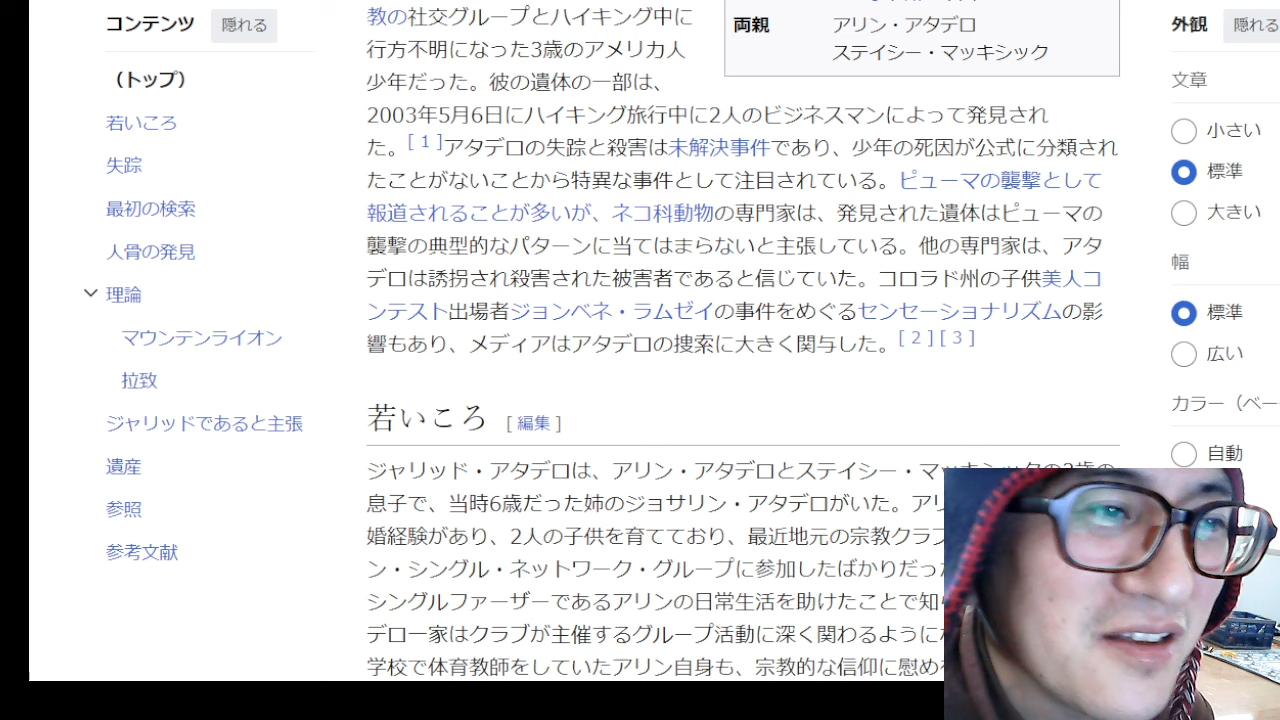 コンテンツ 隠れる
（トップ）
若いころ
失踪
最初の検索
人骨の発見
理論
マウンテンライオン
拉致
ジャリッドであると主張
遺産
参照
参考文献
教の社交グループとハイキング中に
行方不明になった3歳のアメリカ人
少年だった。彼の遺体の一部は、
2003年5月6日にハイキング旅行中に2人のビジネスマンによって発見され
た。[1]アタデロの失踪と殺害は未解決事件であり、少年の死因が公式に分類され
たことがないことから特異な事件として注目されている。ピューマの襲撃として
報道されることが多いが、ネコ科動物の専門家は、発見された遺体はピューマの
襲撃の典型的なパターンに当てはまらないと主張している。他の専門家は、アタ
デロは誘拐され殺害された被害者であると信じていた。コロラド州の子供美人コ
ンテスト出場者ジョンベネ・ラムゼイの事件をめぐるセンセーショナリズムの影
響もあり、メディアはアタデロの捜索に大きく関与した。[2][3]
両親 アリン・アタデロ
ステイシー・マッキシック
若いころ [編集]
ジャリッド・アタデロは、アリン・アタデロとステイシー・マッキシックの3歳の
息子で、当時6歳だった姉のジョサリン・アタデロがいた。アリ
婚経験があり、2人の子供を育てており、最近地元の宗教クラブ
ン・シングル・ネットワーク・グループに参加したばかりだっ
シングルファーザーであるアリンの日常生活を助けたことで知
デロ一家はクラブが主催するグループ活動に深く関わるように
学校で体育教師をしていたアリン自身も、宗教的な信仰に慰め
外観 隠れる
文章
小さい
標準
大きい
幅
標準
広い
カラー（ベー
自動